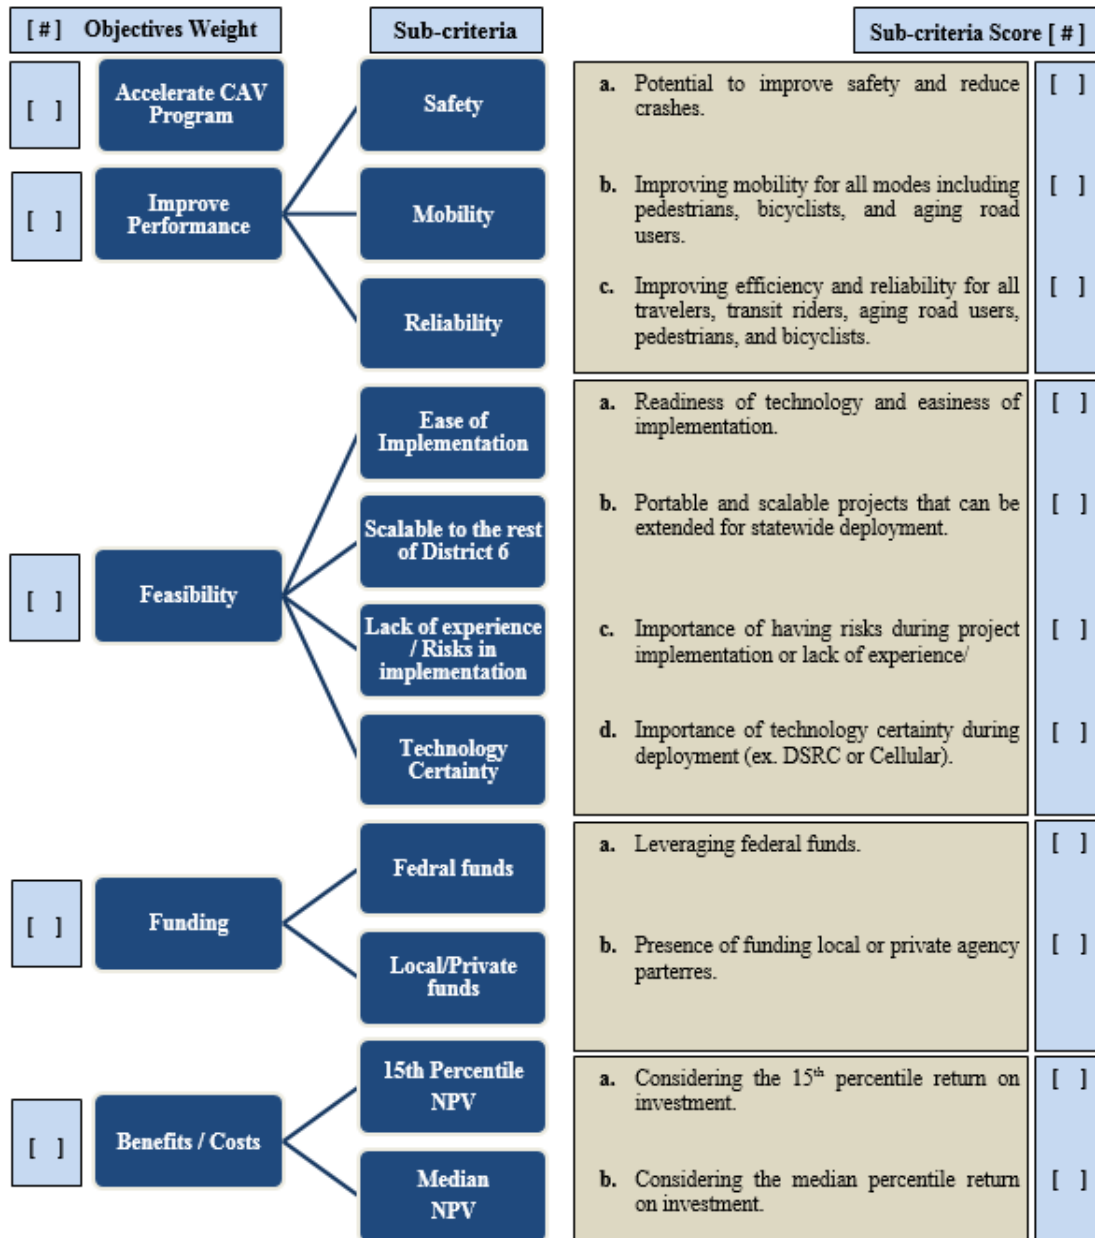 [ # ] Objectives Weight
Sub-criteria
Sub-criteria Score [ # ]
[ ]
Accelerate CAV
Program
[ ]
Improve
Performance
Safety
Mobility
Reliability
a. Potential to improve safety and reduce
crashes.
[ ]
b. Improving mobility for all modes including
pedestrians, bicyclists, and aging road
users.
[ ]
c. Improving efficiency and reliability for all
travelers, transit riders, aging road users,
pedestrians, and bicyclists.
[ ]
[ ]
Feasibility
Ease of
Implementation
Scalable to the rest
of District 6
Lack of experience
/ Risks in
implementation
Technology
Certainty
a. Readiness of technology and easiness of
implementation.
[ ]
b. Portable and scalable projects that can be
extended for statewide deployment.
[ ]
c. Importance of having risks during project
implementation or lack of experience/
[ ]
d. Importance of technology certainty during
deployment (ex. DSRC or Cellular).
[ ]
[ ]
Funding
Fedral funds
Local/Private
funds
a. Leveraging federal funds.
[ ]
b. Presence of funding local or private agency
parterres.
[ ]
[ ]
Benefits / Costs
15th Percentile
NPV
Median
NPV
a. Considering the 15th percentile return on
investment.
[ ]
b. Considering the median percentile return
on investment.
[ ]